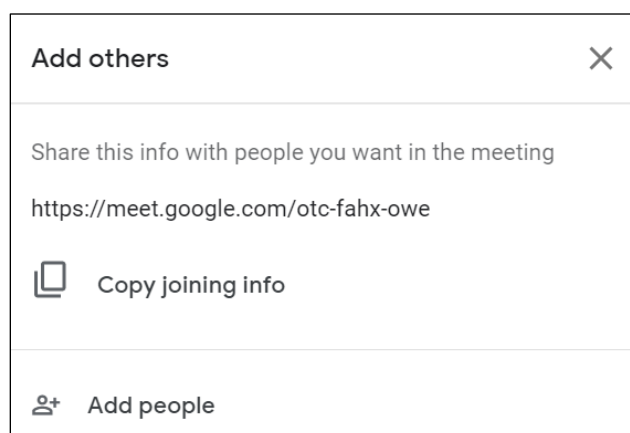 Add others
Share this info with people you want in the meeting
https://meet.google.com/otc-fahx-owe
Copy joining info
Add people